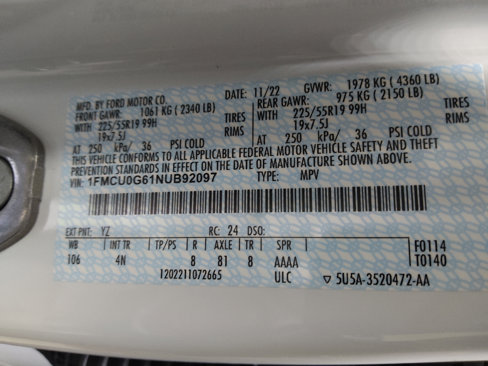 MFD. BY FORD MOTOR CO. DATE: 11/22 GVWR: 1978 KG ( 4360 LB)
FRONT GAWR: 1061 KG ( 2340 LB) REAR GAWR: 975 KG ( 2150 LB)
WITH 225/55R19 99H TIRES WITH 225/55R19 99H TIRES
19x7.5J RIMS 19x7.5J RIMS
AT 250 kPa/ 36 PSI COLD AT 250 kPa/ 36 PSI COLD
THIS VEHICLE CONFORMS TO ALL APPLICABLE FEDERAL MOTOR VEHICLE SAFETY AND THEFT
PREVENTION STANDARDS IN EFFECT ON THE DATE OF MANUFACTURE SHOWN ABOVE.
VIN: 1FMCU0G61NUB92097 TYPE: MPV
EXT PNT: YZ RC: 24 DSO: F0114
WB INT TR TP/PS R AXLE TR SPR T0140
106 4N 8 81 8 AAAA
1202211072665 ULC ▽ 5U5A-3520472-AA